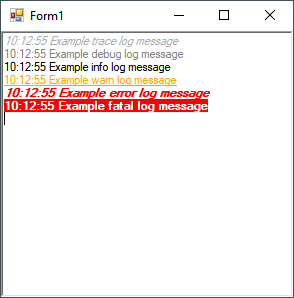 Form1
10:12:55 Example trace log message
10:12:55 Example debug log message
10:12:55 Example info log message
10:12:55 Example warn log message
10:12:55 Example error log message
10:12:55 Example fatal log message